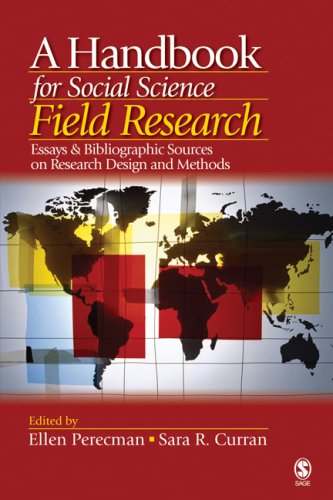 A Handbook
for Social Science
Field Research
Essays & Bibliographic Sources
on Research Design and Methods
Edited by
Ellen Perecman • Sara R. Curran
SAGE